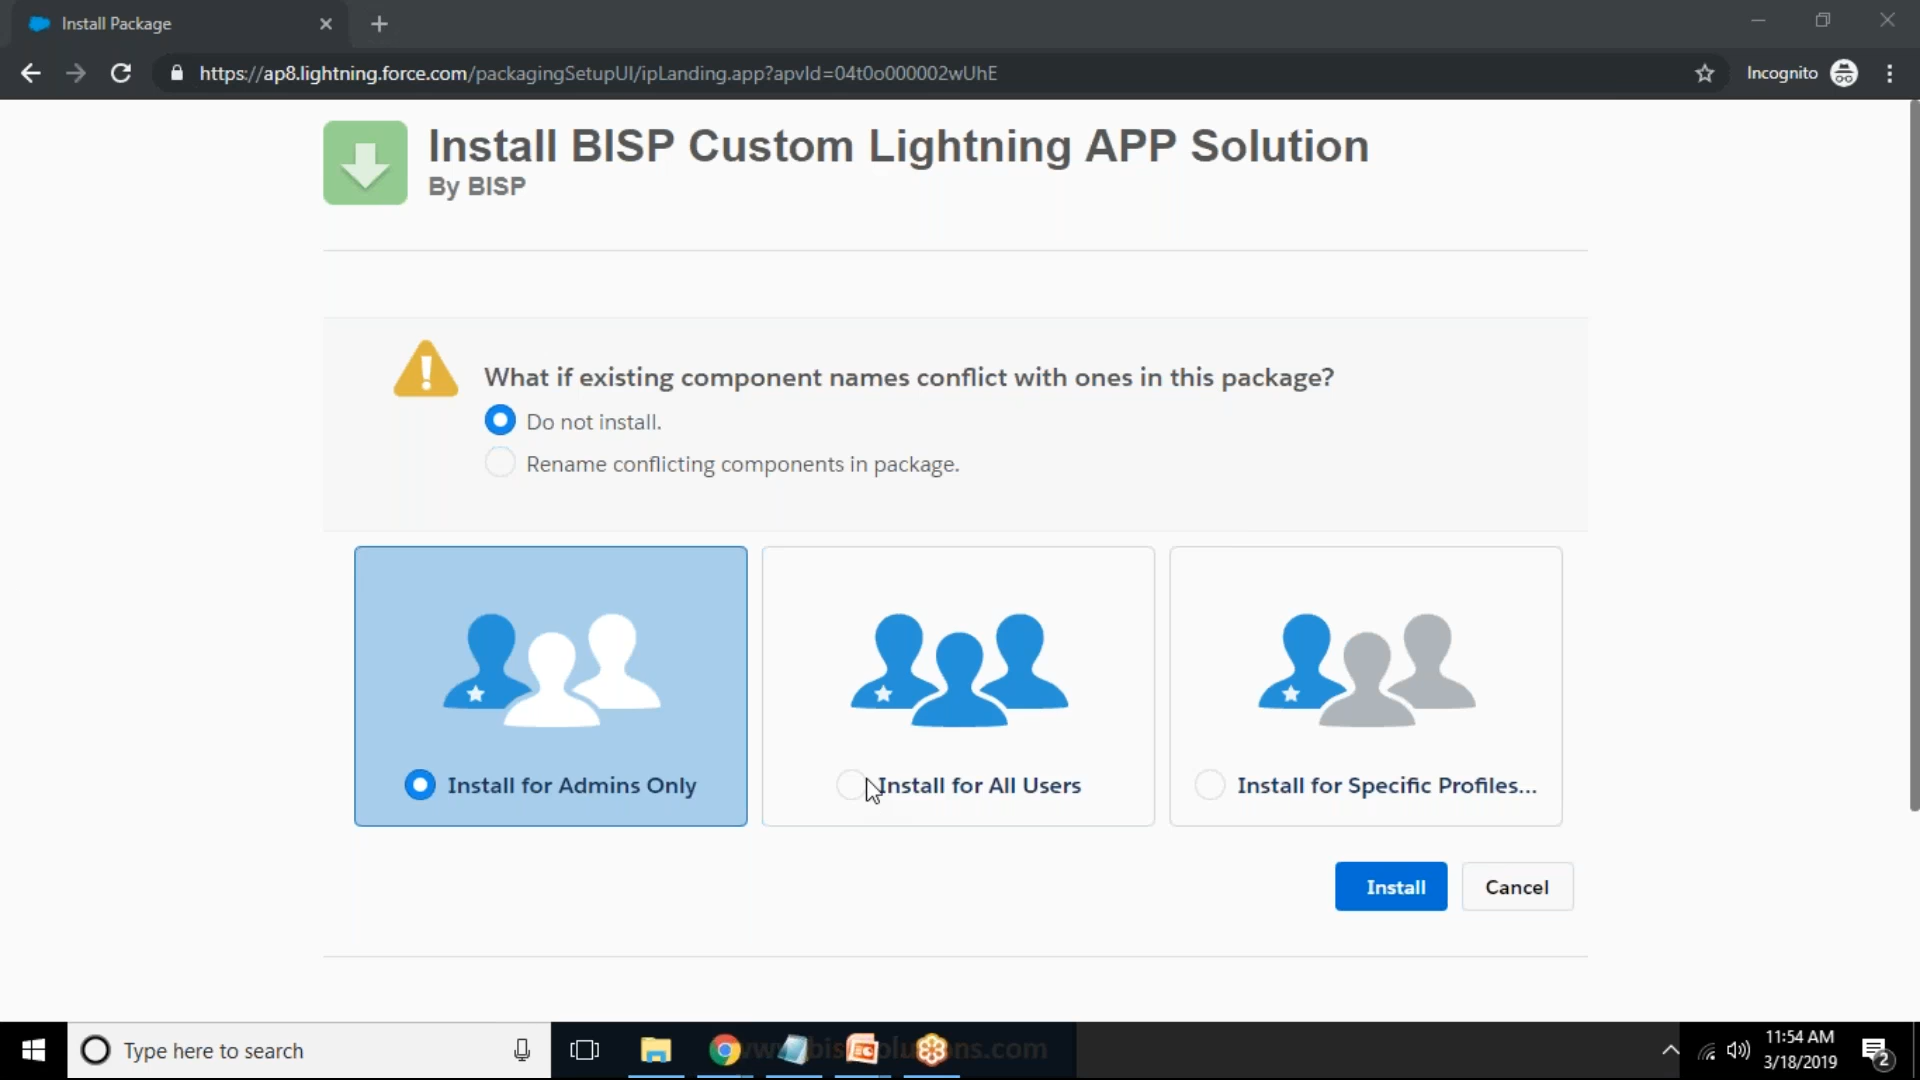 Install Package
https://ap8.lightning.force.com/packagingSetupUI/ipLanding.app?apvId=04t0o000002wUhE
Incognito
Install BISP Custom Lightning APP Solution
By BISP
What if existing component names conflict with ones in this package?
Do not install.
Rename conflicting components in package.
Install for Admins Only
Install for All Users
Install for Specific Profiles...
Install
Cancel
Type here to search
11:54 AM
3/18/2019
2